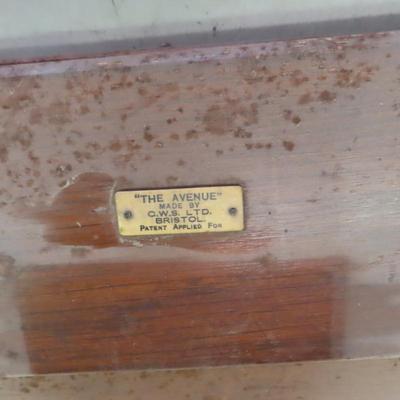 "THE AVENUE"
MADE BY
C.W.S. LTD.
BRISTOL.
PATENT APPLIED FOR